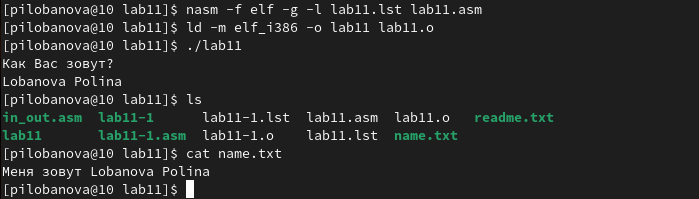 [pilobanova@10 lab11]$ nasm -f elf -g -l lab11.lst lab11.asm
[pilobanova@10 lab11]$ ld -m elf_i386 -o lab11 lab11.o
[pilobanova@10 lab11]$ ./lab11
Как Вас зовут?
Lobanova Polina
[pilobanova@10 lab11]$ ls
in_out.asm lab11-1 lab11-1.lst lab11.asm lab11.o readme.txt
lab11 lab11-1.asm lab11-1.o lab11.lst name.txt
[pilobanova@10 lab11]$ cat name.txt
Меня зовут Lobanova Polina
[pilobanova@10 lab11]$